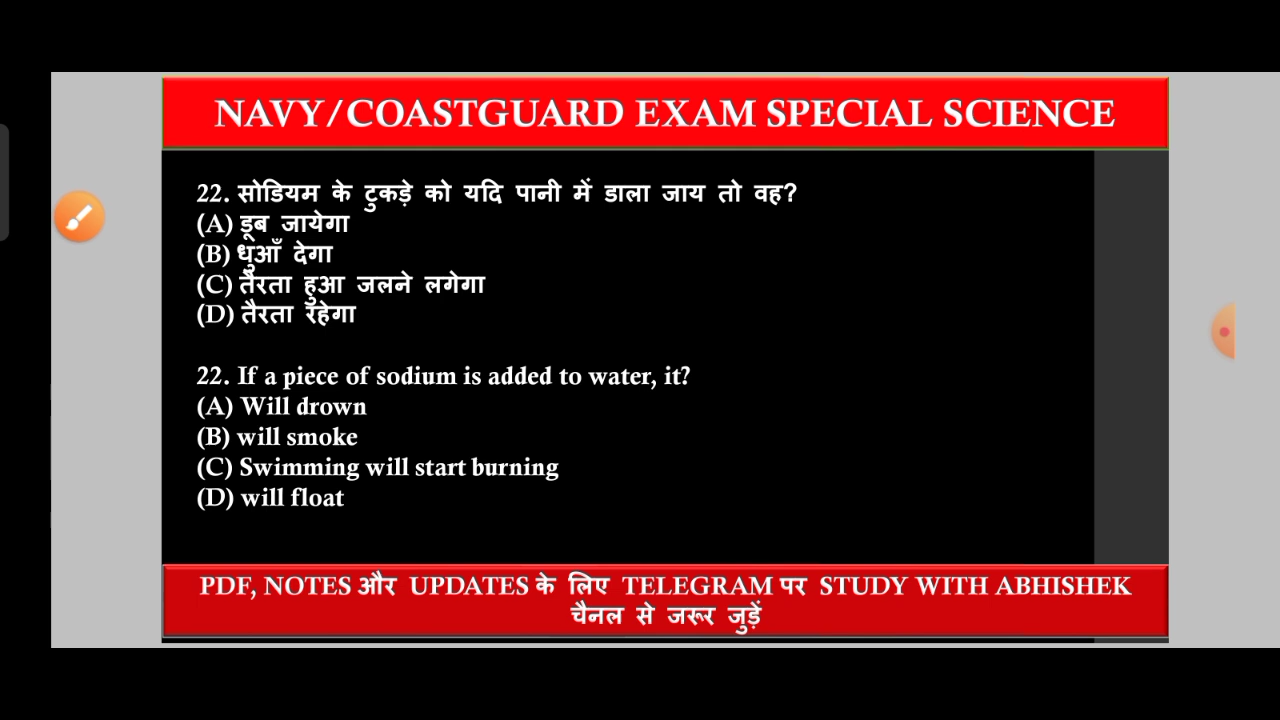 NAVY/COASTGUARD EXAM SPECIAL SCIENCE
22. सोडियम के टुकड़े को यदि पानी में डाला जाय तो वह?
(A) डूब जायेगा
(B) धुआँ देगा
(C) तैरता हुआ जलने लगेगा
(D) तैरता रहेगा
22. If a piece of sodium is added to water, it?
(A) Will drown
(B) will smoke
(C) Swimming will start burning
(D) will float
PDF, NOTES और UPDATES के लिए TELEGRAM पर STUDY WITH ABHISHEK
चैनल से जरूर जुड़ें